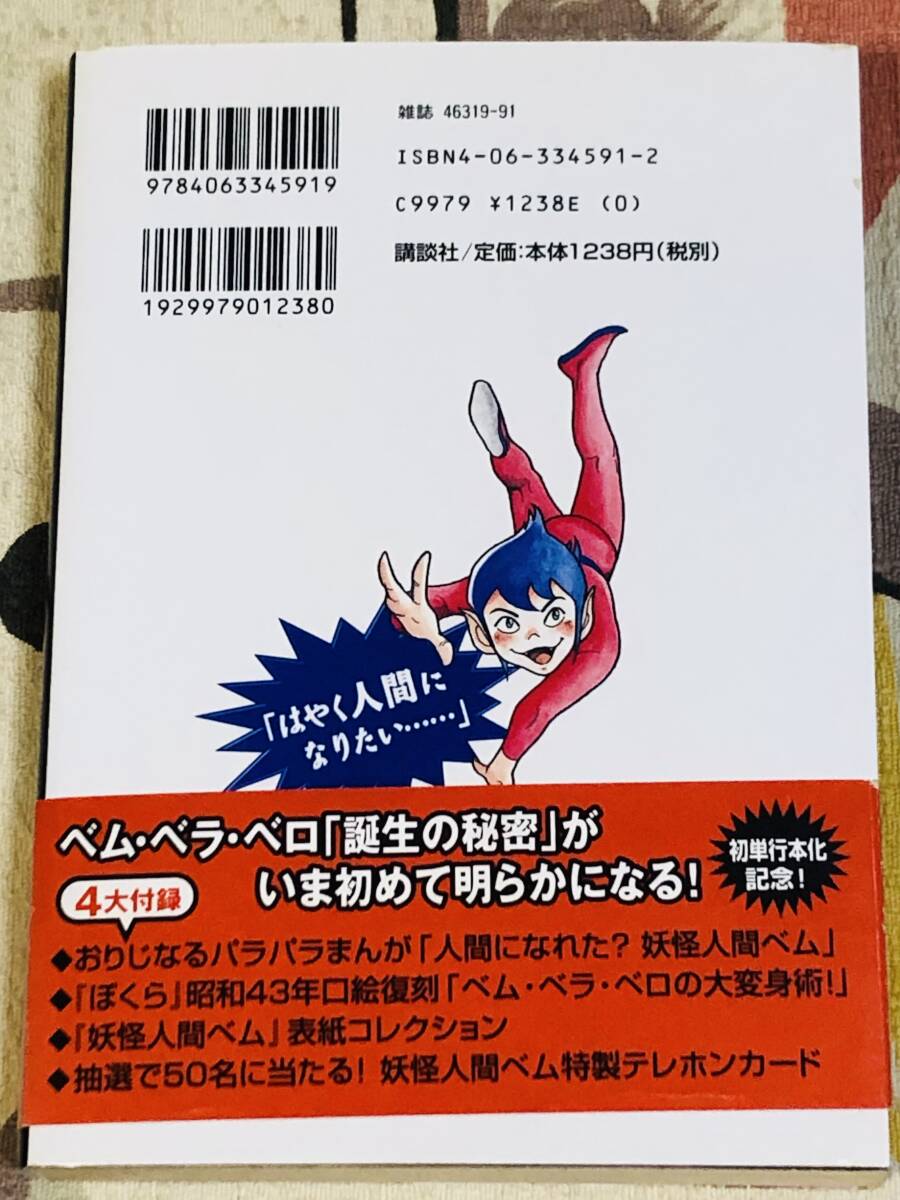 雑誌 46319-91
ISBN4-06-334591-2
9784063345919
C9979 ¥1238E (0)
講談社/定価:本体1238円(税別)
1929979012380
「はやく人間に
なりたい……」
ベム・ベラ・ベロ「誕生の秘密」が
いま初めて明らかになる!
初単行本化
記念!
4大付録
◆おりじなるパラパラまんが「人間になれた? 妖怪人間ベム」
◆『ぼくら』昭和43年口絵復刻「ベム・ベラ・ベロの大変身術!」
◆『妖怪人間ベム』表紙コレクション
◆抽選で50名に当たる! 妖怪人間ベム特製テレホンカード